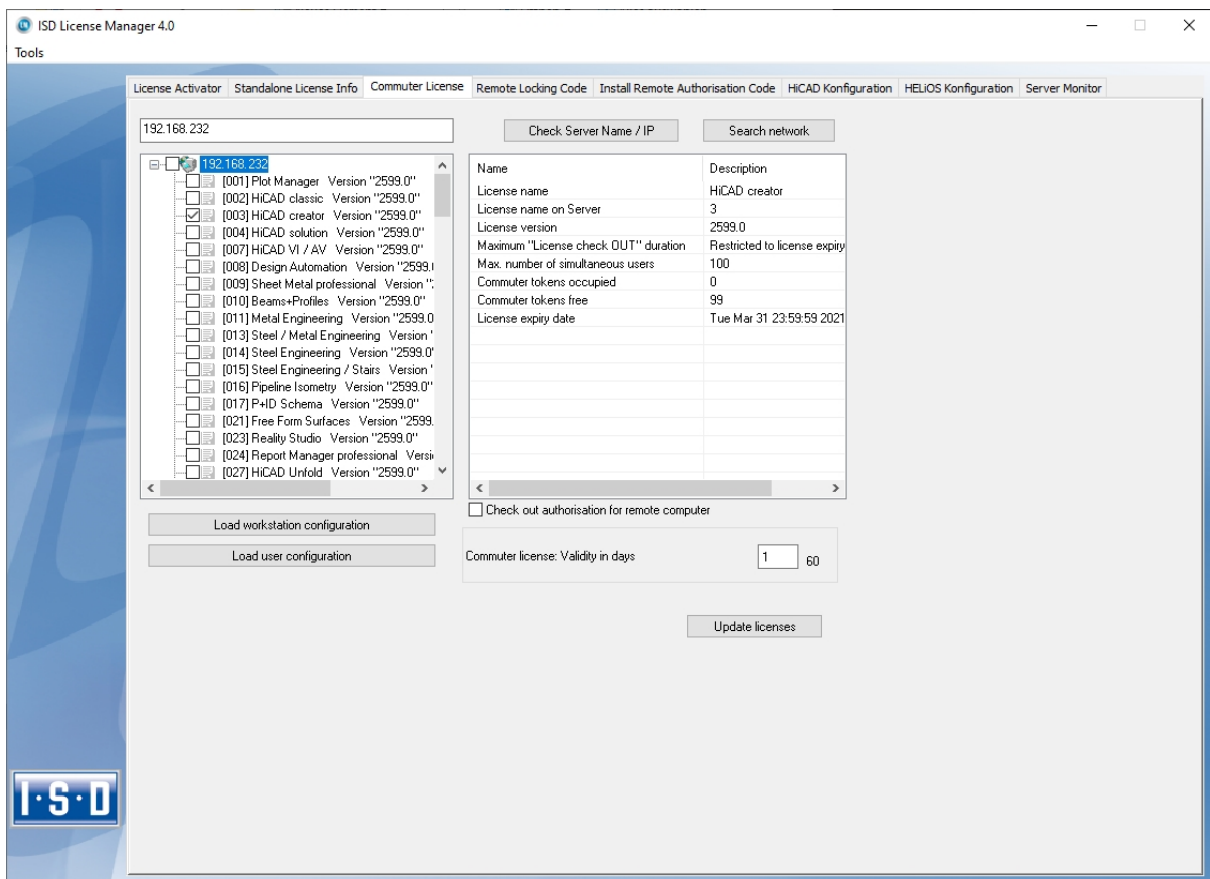 ISD License Manager 4.0
Tools
License Activator Standalone License Info Commuter License Remote Locking Code Install Remote Authorisation Code HiCAD Konfiguration HELiOS Konfiguration Server Monitor
192.168.232 Check Server Name / IP Search network
192.168.232
[001] Plot Manager Version "2599.0"
[002] HiCAD classic Version "2599.0"
[003] HiCAD creator Version "2599.0"
[004] HiCAD solution Version "2599.0"
[007] HiCAD VI / AV Version "2599.0"
[008] Design Automation Version "2599.
[009] Sheet Metal professional Version "
[010] Beams+Profiles Version "2599.0"
[011] Metal Engineering Version "2599.0
[013] Steel / Metal Engineering Version "
[014] Steel Engineering Version "2599.0"
[015] Steel Engineering / Stairs Version "
[016] Pipeline Isometry Version "2599.0"
[017] P+ID Schema Version "2599.0"
[021] Free Form Surfaces Version "2599.
[023] Reality Studio Version "2599.0"
[024] Report Manager professional Versi
[027] HiCAD Unfold Version "2599.0"
Name Description
License name HiCAD creator
License name on Server 3
License version 2599.0
Maximum "License check OUT" duration Restricted to license expiry
Max. number of simultaneous users 100
Commuter tokens occupied 0
Commuter tokens free 99
License expiry date Tue Mar 31 23:59:59 2021
Check out authorisation for remote computer
Load workstation configuration
Load user configuration
Commuter license: Validity in days 1 60
Update licenses
I·S·D